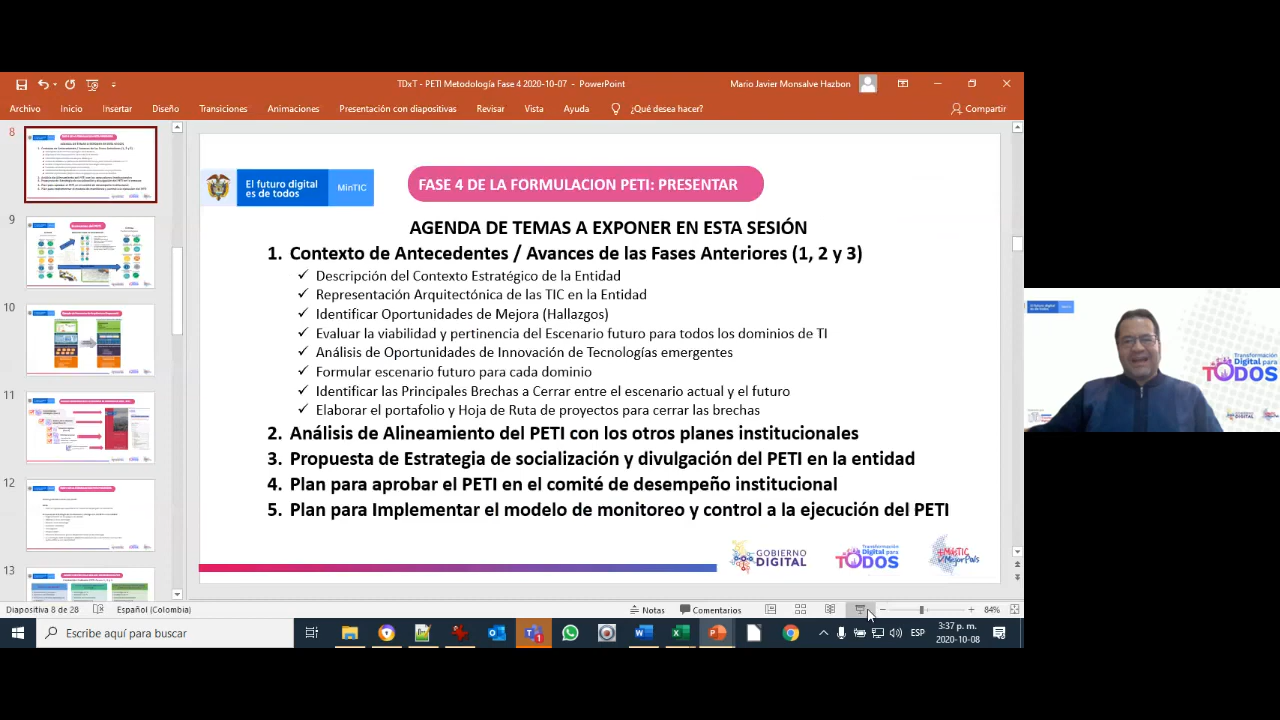 TDxT - PETI Metodología Fase 4 2020-10-07 - PowerPoint
Mario Javier Monsalve Hazbon
Archivo Inicio Insertar Diseño Transiciones Animaciones Presentación con diapositivas Revisar Vista Ayuda ¿Qué desea hacer? Compartir
8
9
10
11
12
13
El futuro digital
es de todos
MinTIC
FASE 4 DE LA FORMULACION PETI: PRESENTAR
AGENDA DE TEMAS A EXPONER EN ESTA SESIÓN
1. Contexto de Antecedentes / Avances de las Fases Anteriores (1, 2 y 3)
✓ Descripción del Contexto Estratégico de la Entidad
✓ Representación Arquitectónica de las TIC en la Entidad
✓ Identificar Oportunidades de Mejora (Hallazgos)
✓ Evaluar la viabilidad y pertinencia del Escenario futuro para todos los dominios de TI
✓ Análisis de Oportunidades de Innovación de Tecnologías emergentes
✓ Formular escenario futuro para cada dominio
✓ Identificar las Principales Brechas a Cerrar entre el escenario actual y el futuro
✓ Elaborar el portafolio y Hoja de Ruta de proyectos para cerrar las brechas
2. Análisis de Alineamiento del PETI con los otros planes institucionales
3. Propuesta de Estrategia de socialización y divulgación del PETI en la entidad
4. Plan para aprobar el PETI en el comité de desempeño institucional
5. Plan para Implementar el modelo de monitoreo y control a la ejecución del PETI
GOBIERNO
DIGITAL
Transformación
Digital para
TODOS
Transformación
Digital para
TODOS
Diapositiva 8 de 28 Español (Colombia) Notas Comentarios 84%
Escribe aquí para buscar
ESP
3:37 p. m.
2020-10-08